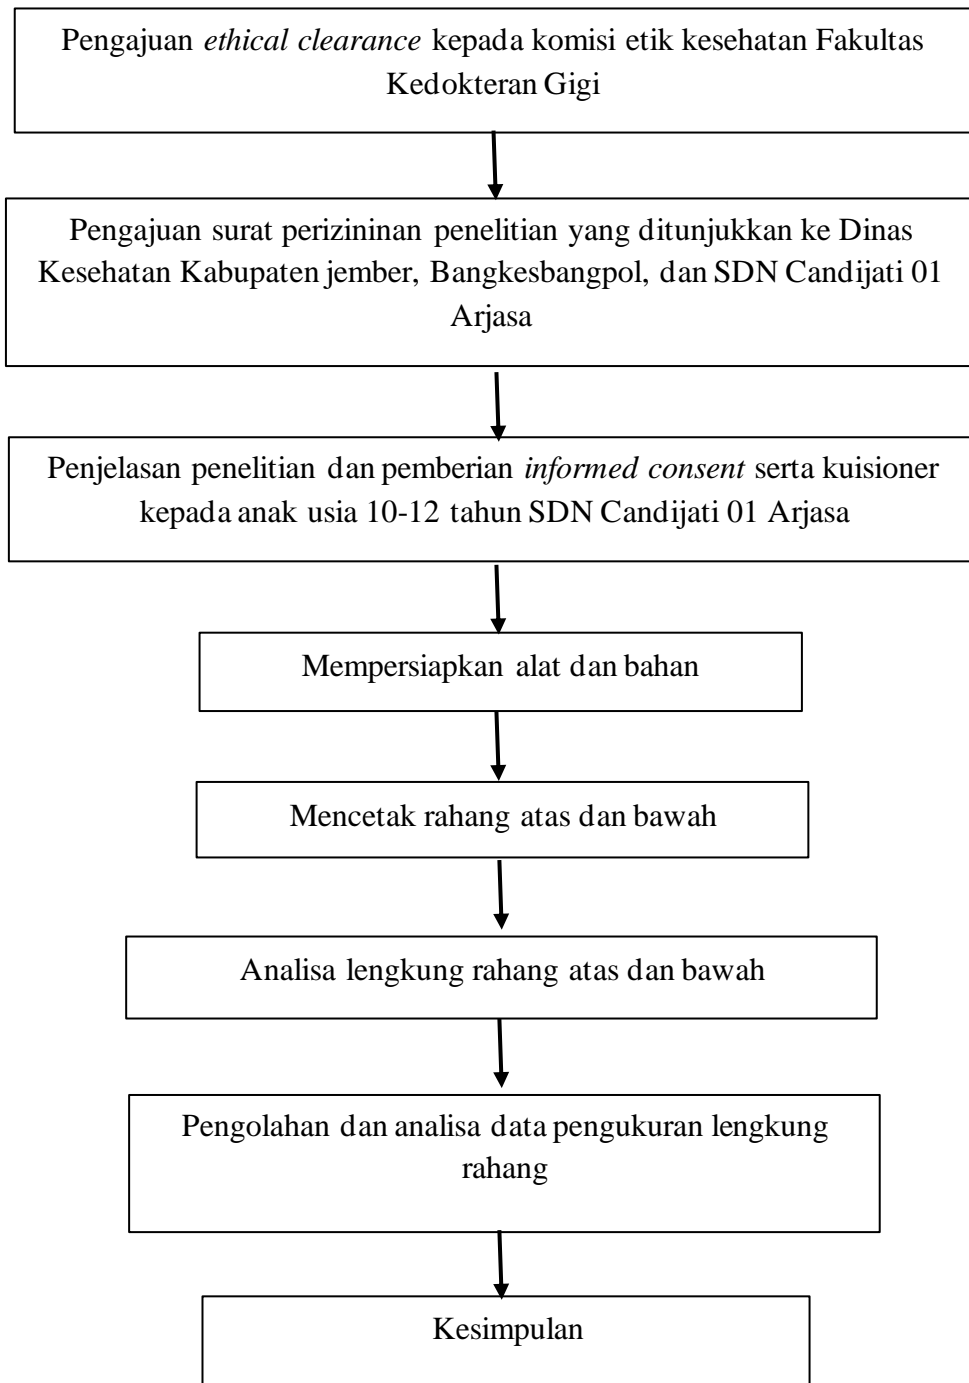 Pengajuan ethical clearance kepada komisi etik kesehatan Fakultas
Kedokteran Gigi
Pengajuan surat perizininan penelitian yang ditunjukkan ke Dinas
Kesehatan Kabupaten jember, Bangkesbangpol, dan SDN Candijati 01
Arjasa
Penjelasan penelitian dan pemberian informed consent serta kuisioner
kepada anak usia 10-12 tahun SDN Candijati 01 Arjasa
Mempersiapkan alat dan bahan
Mencetak rahang atas dan bawah
Analisa lengkung rahang atas dan bawah
Pengolahan dan analisa data pengukuran lengkung
rahang
Kesimpulan